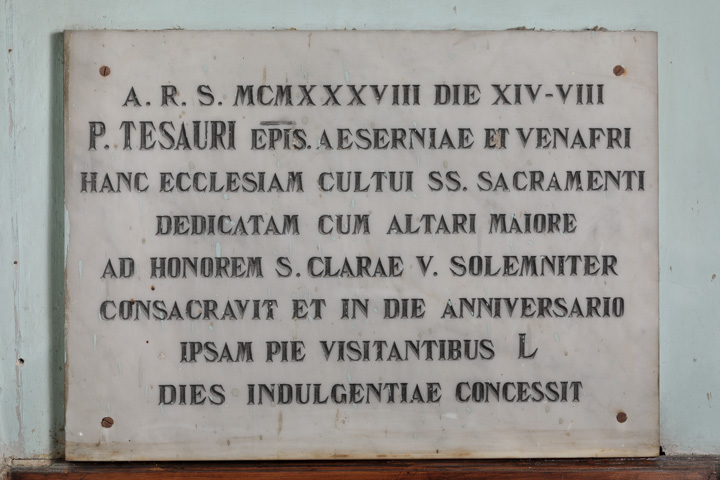 A. R. S. MCMXXXVIII DIE XIV-VIII
P. TESAURI EPIS. AESERNIAE ET VENAFRI
HANC ECCLESIAM CULTUI SS. SACRAMENTI
DEDICATAM CUM ALTARI MAIORE
AD HONOREM S. CLARAE V. SOLEMNITER
CONSACRAVIT ET IN DIE ANNIVERSARIO
IPSAM PIE VISITANTIBUS L
DIES INDULGENTIAE CONCESSIT